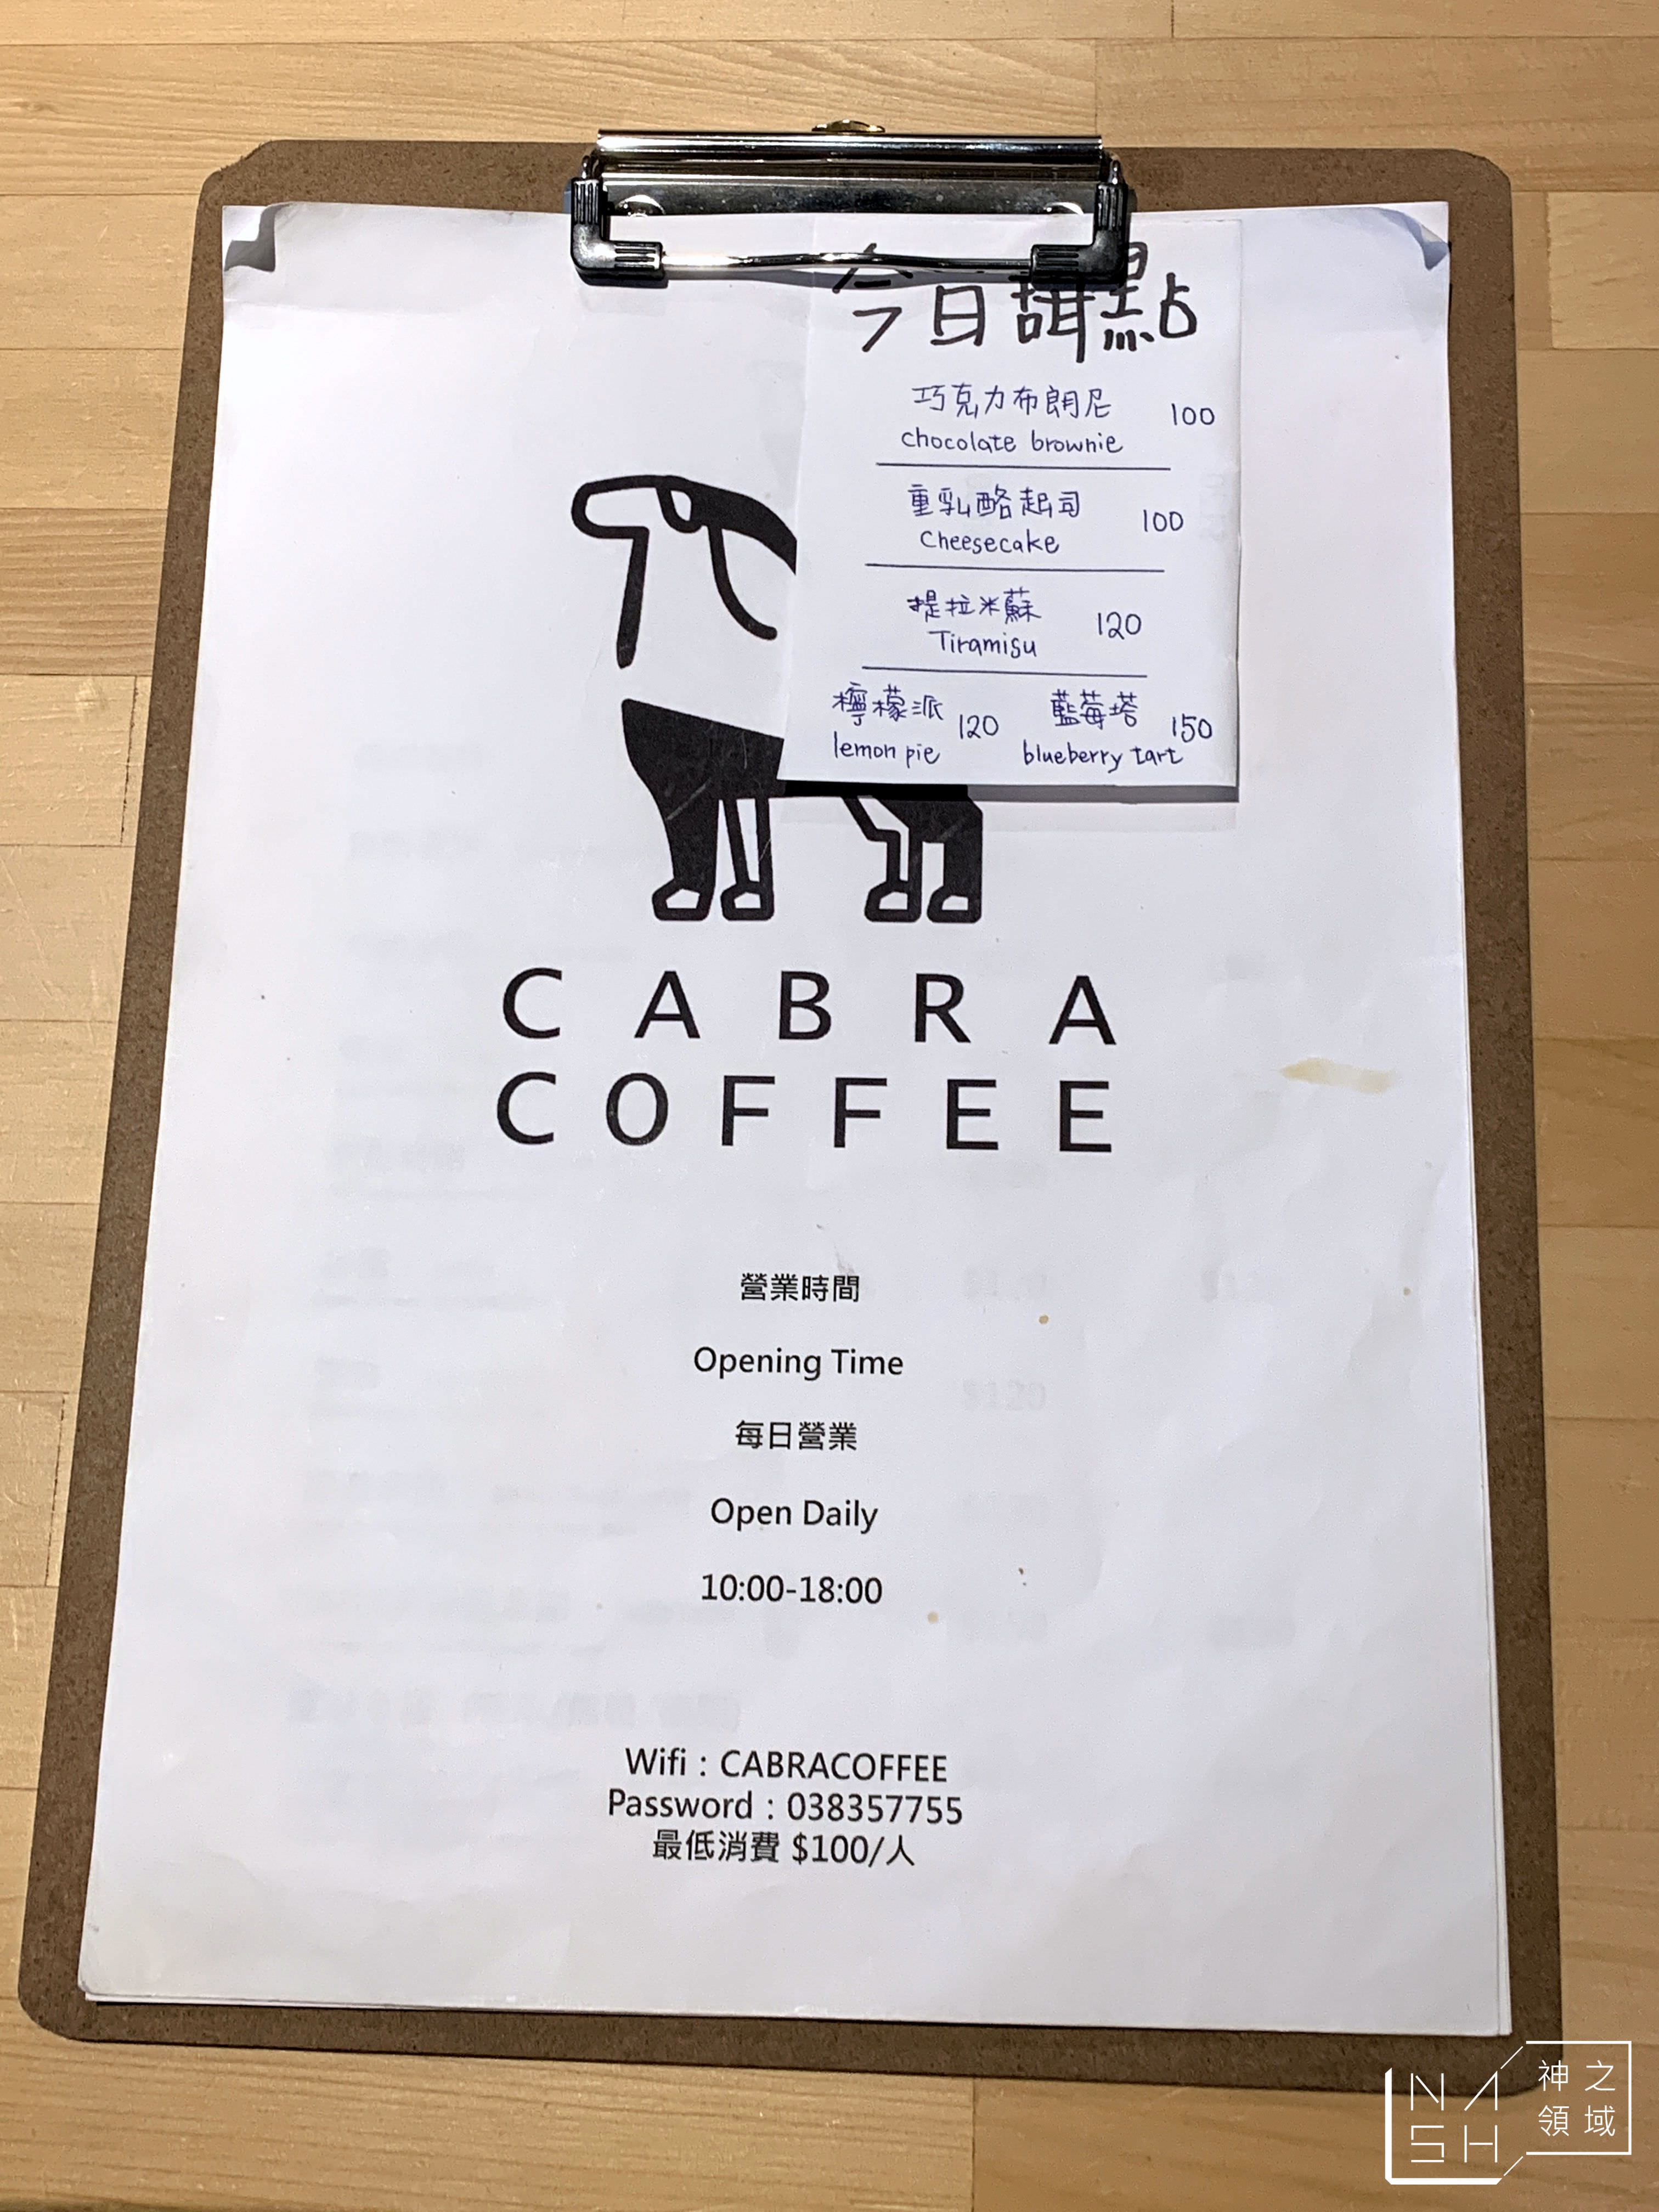 今日甜點
巧克力布朗尼 100
chocolate brownie
重乳酪起司 100
Cheesecake
提拉米蘇 120
Tiramisu
檸檬派 120 藍莓塔 150
lemon pie blueberry tart
CABRA
COFFEE
營業時間
Opening Time
每日營業
Open Daily
10:00-18:00
Wifi：CABRACOFFEE
Password：038357755
最低消費 $100/人
NASH
神之
領域